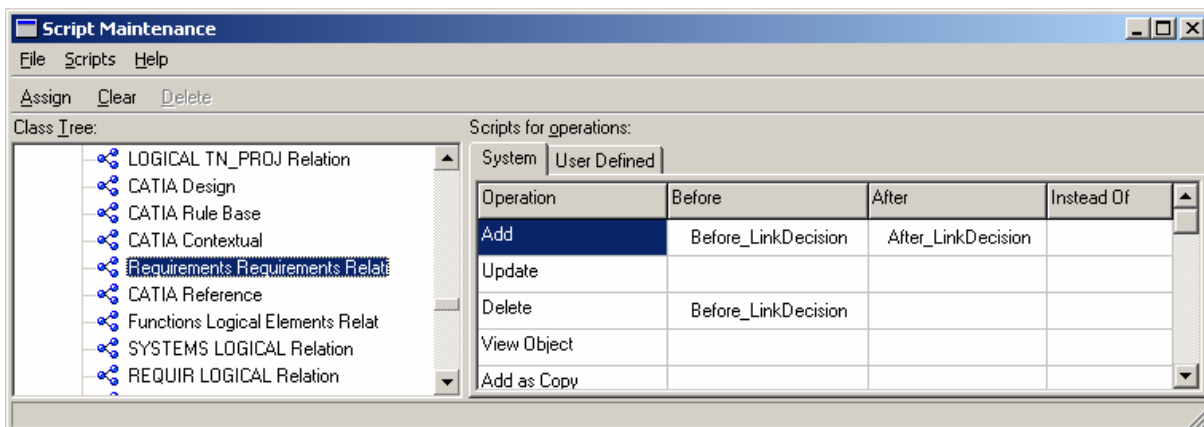 Script Maintenance
File Scripts Help
Assign Clear Delete
Class Tree: Scripts for operations:
LOGICAL TN_PROJ Relation
CATIA Design
CATIA Rule Base
CATIA Contextual
Requirements Requirements Relati
CATIA Reference
Functions Logical Elements Relat
SYSTEMS LOGICAL Relation
REQUIR LOGICAL Relation
System User Defined
Operation Before After Instead Of
Add Before_LinkDecision After_LinkDecision
Update
Delete Before_LinkDecision
View Object
Add as Copy